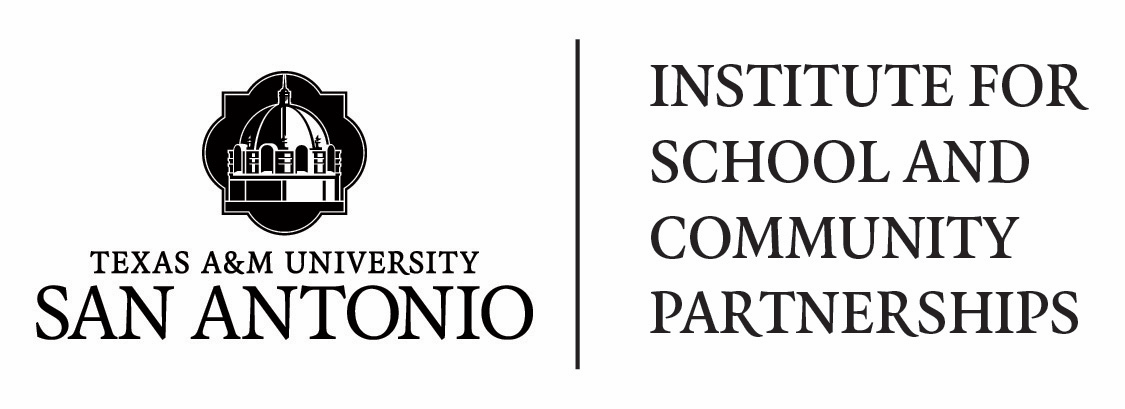 TEXAS A&M UNIVERSITY
SAN ANTONIO
INSTITUTE FOR
SCHOOL AND
COMMUNITY
PARTNERSHIPS